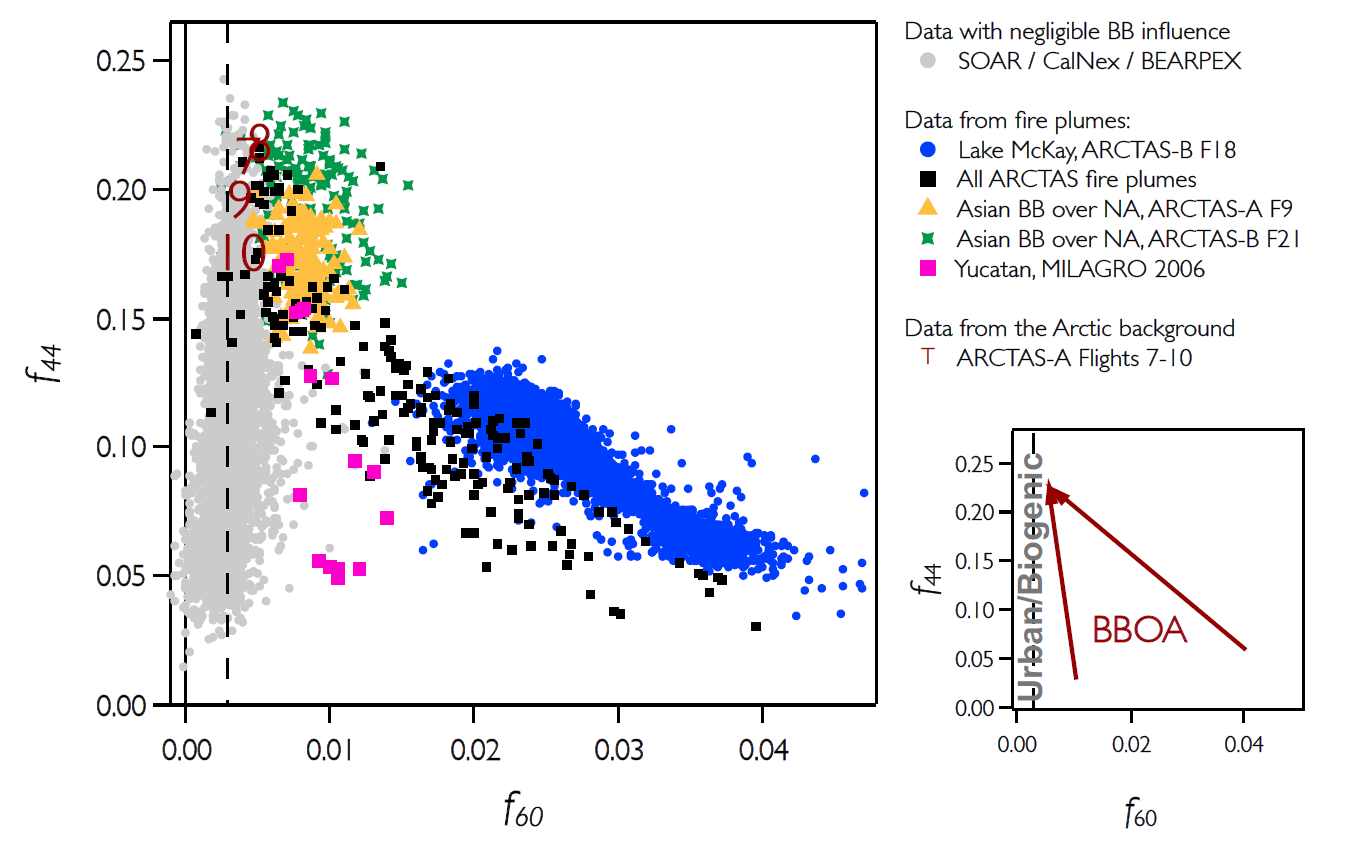 0.25
0.20
0.15
0.10
0.05
0.00
f44
7
8
9
10
0.00 0.01 0.02 0.03 0.04
f60
Data with negligible BB influence
SOAR / CalNex / BEARPEX
Data from fire plumes:
Lake McKay, ARCTAS-B F18
All ARCTAS fire plumes
Asian BB over NA, ARCTAS-A F9
Asian BB over NA, ARCTAS-B F21
Yucatan, MILAGRO 2006
Data from the Arctic background
T ARCTAS-A Flights 7-10
0.25
0.20
0.15
0.10
0.05
0.00
f44
Urban/Biogenic
BBOA
0.00 0.02 0.04
f60